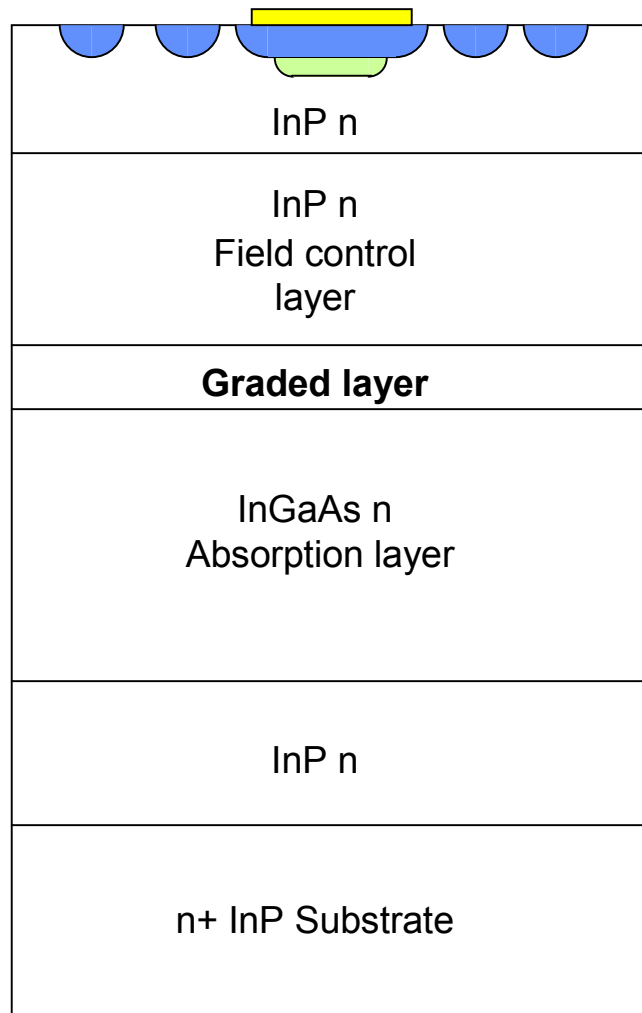 InP n
InP n
Field control
layer
Graded layer
InGaAs n
Absorption layer
InP n
n+ InP Substrate